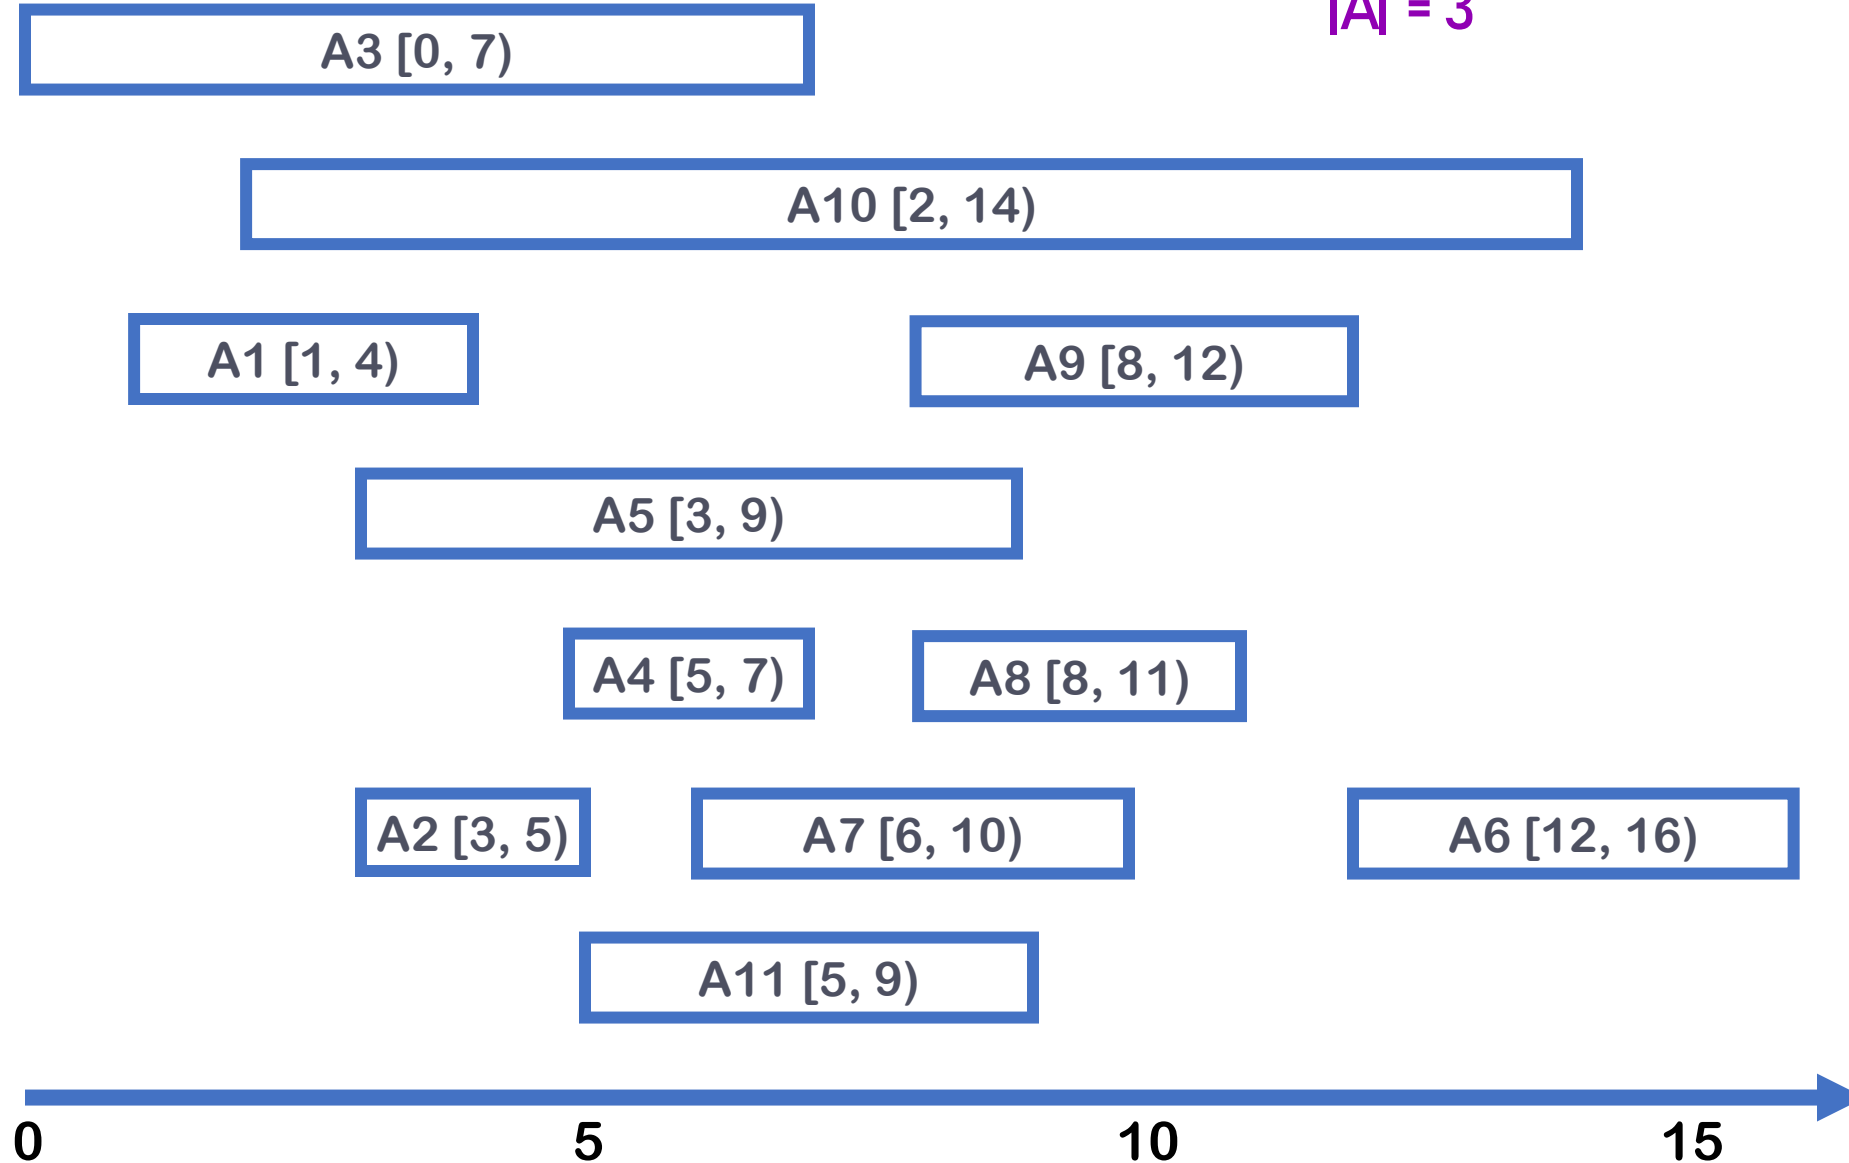 |A| = 3
A3 [0, 7)
A10 [2, 14)
A1 [1, 4)
A9 [8, 12)
A5 [3, 9)
A4 [5, 7)
A8 [8, 11)
A2 [3, 5)
A7 [6, 10)
A6 [12, 16)
A11 [5, 9)
0
5
10
15